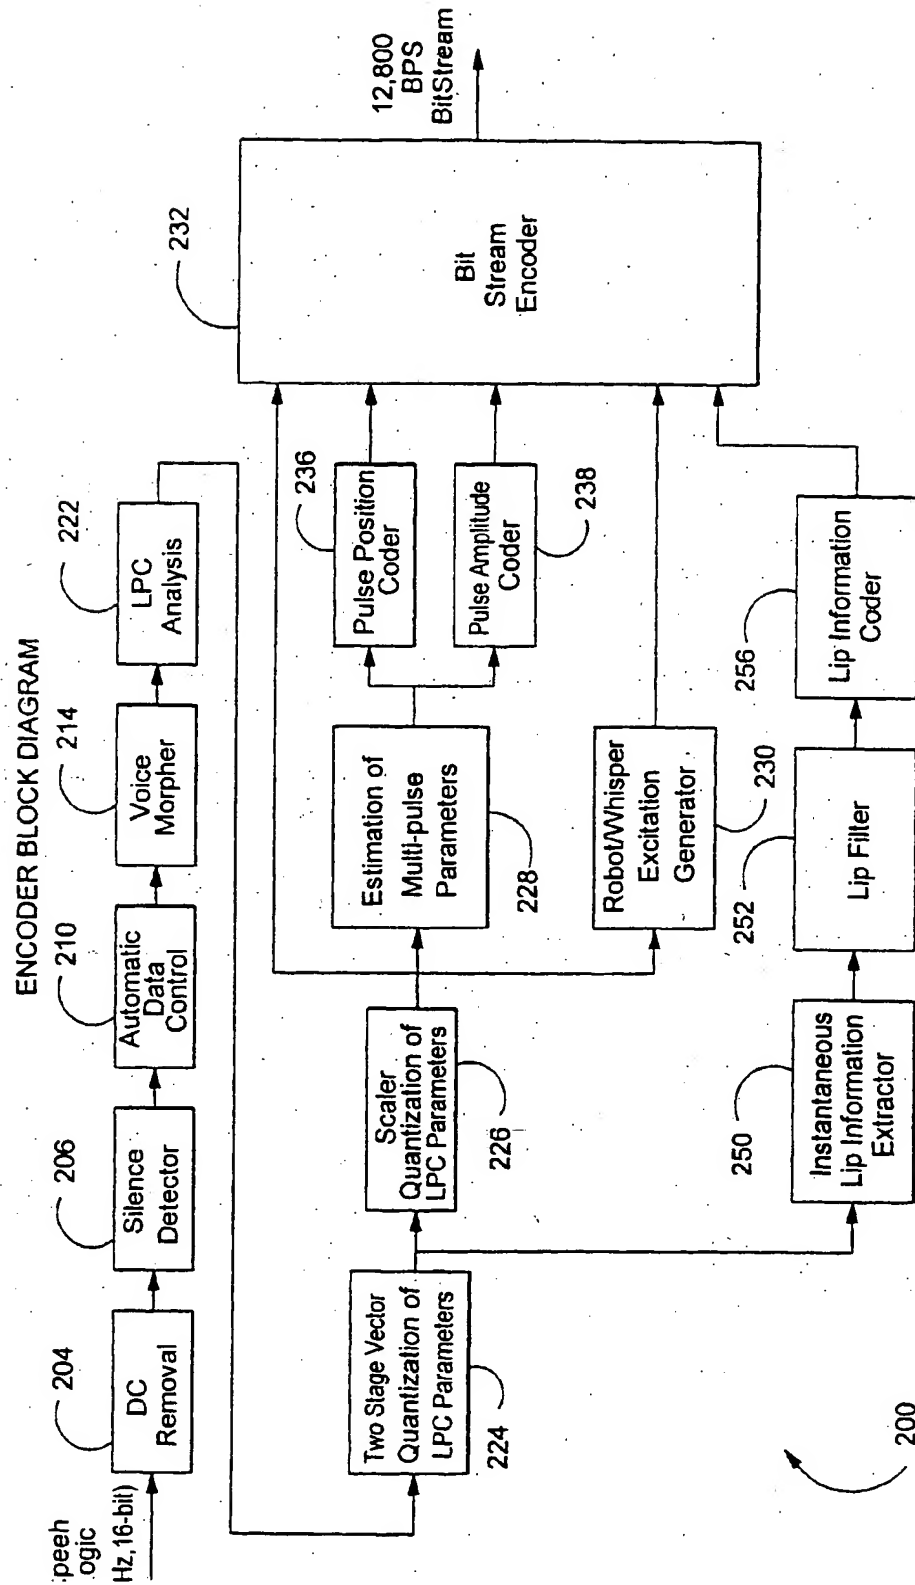 ENCODER BLOCK DIAGRAM
peeh
ogic
Hz,16-bit)
204
DC
Removal
206
Silence
Detector
210
Automatic
Data
Control
214
Voice
Morpher
222
LPC
Analysis
Two Stage Vector
Quantization of
LPC Parameters
224
Scaler
Quantization of
LPC Parameters
226
Estimation of
Multi-pulse
Parameters
228
236
Pulse Position
Coder
Pulse Amplitude
Coder
238
232
Bit
Stream
Encoder
12,800
BPS
BitStream
Robot/Whisper
Excitation
Generator
230
250
Instantaneous
Lip Information
Extractor
252
Lip Filter
256
Lip Information
Coder
200